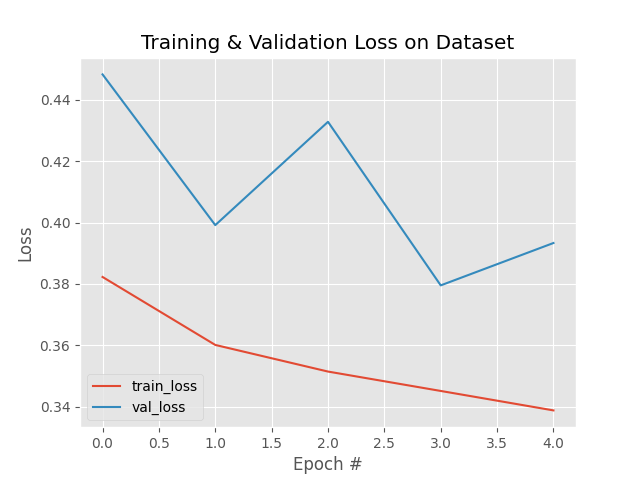 Training & Validation Loss on Dataset
0.44
0.42
0.40
0.38
0.36
0.34
Loss
train_loss
val_loss
0.0 0.5 1.0 1.5 2.0 2.5 3.0 3.5 4.0
Epoch #